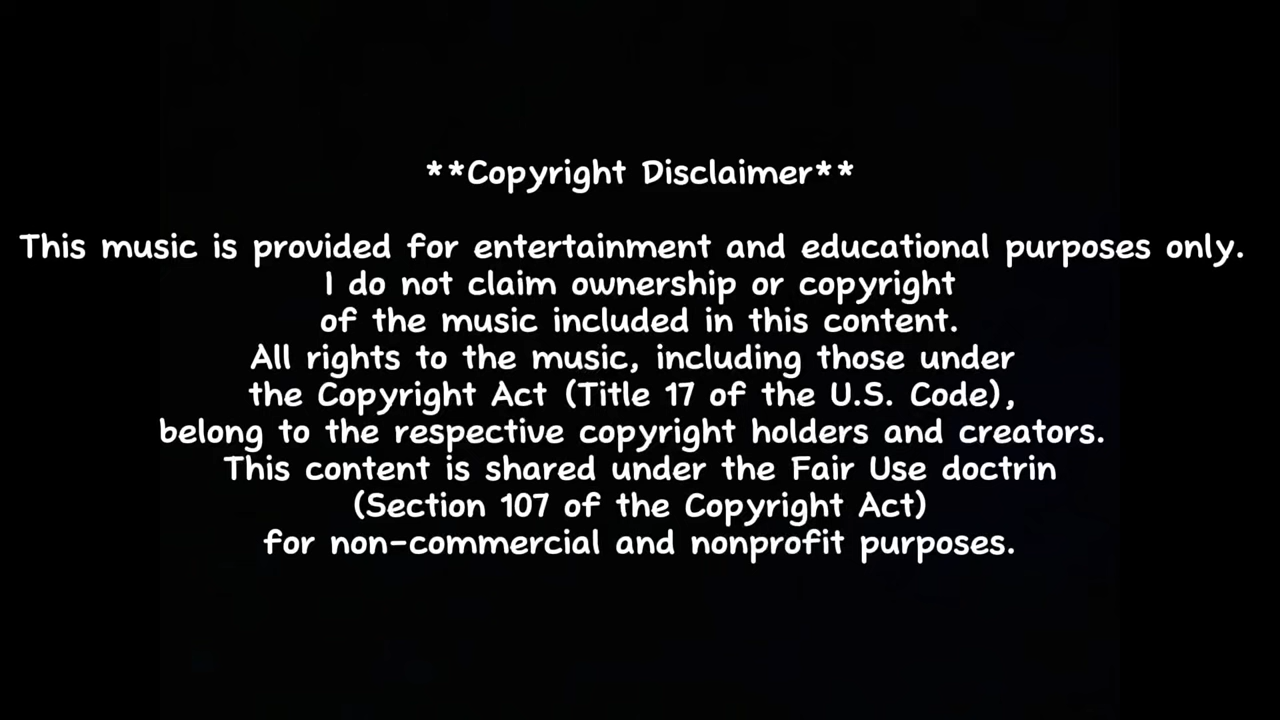 **Copyright Disclaimer**
This music is provided for entertainment and educational purposes only.
I do not claim ownership or copyright
of the music included in this content.
All rights to the music, including those under
the Copyright Act (Title 17 of the U.S. Code),
belong to the respective copyright holders and creators.
This content is shared under the Fair Use doctrin
(Section 107 of the Copyright Act)
for non-commercial and nonprofit purposes.